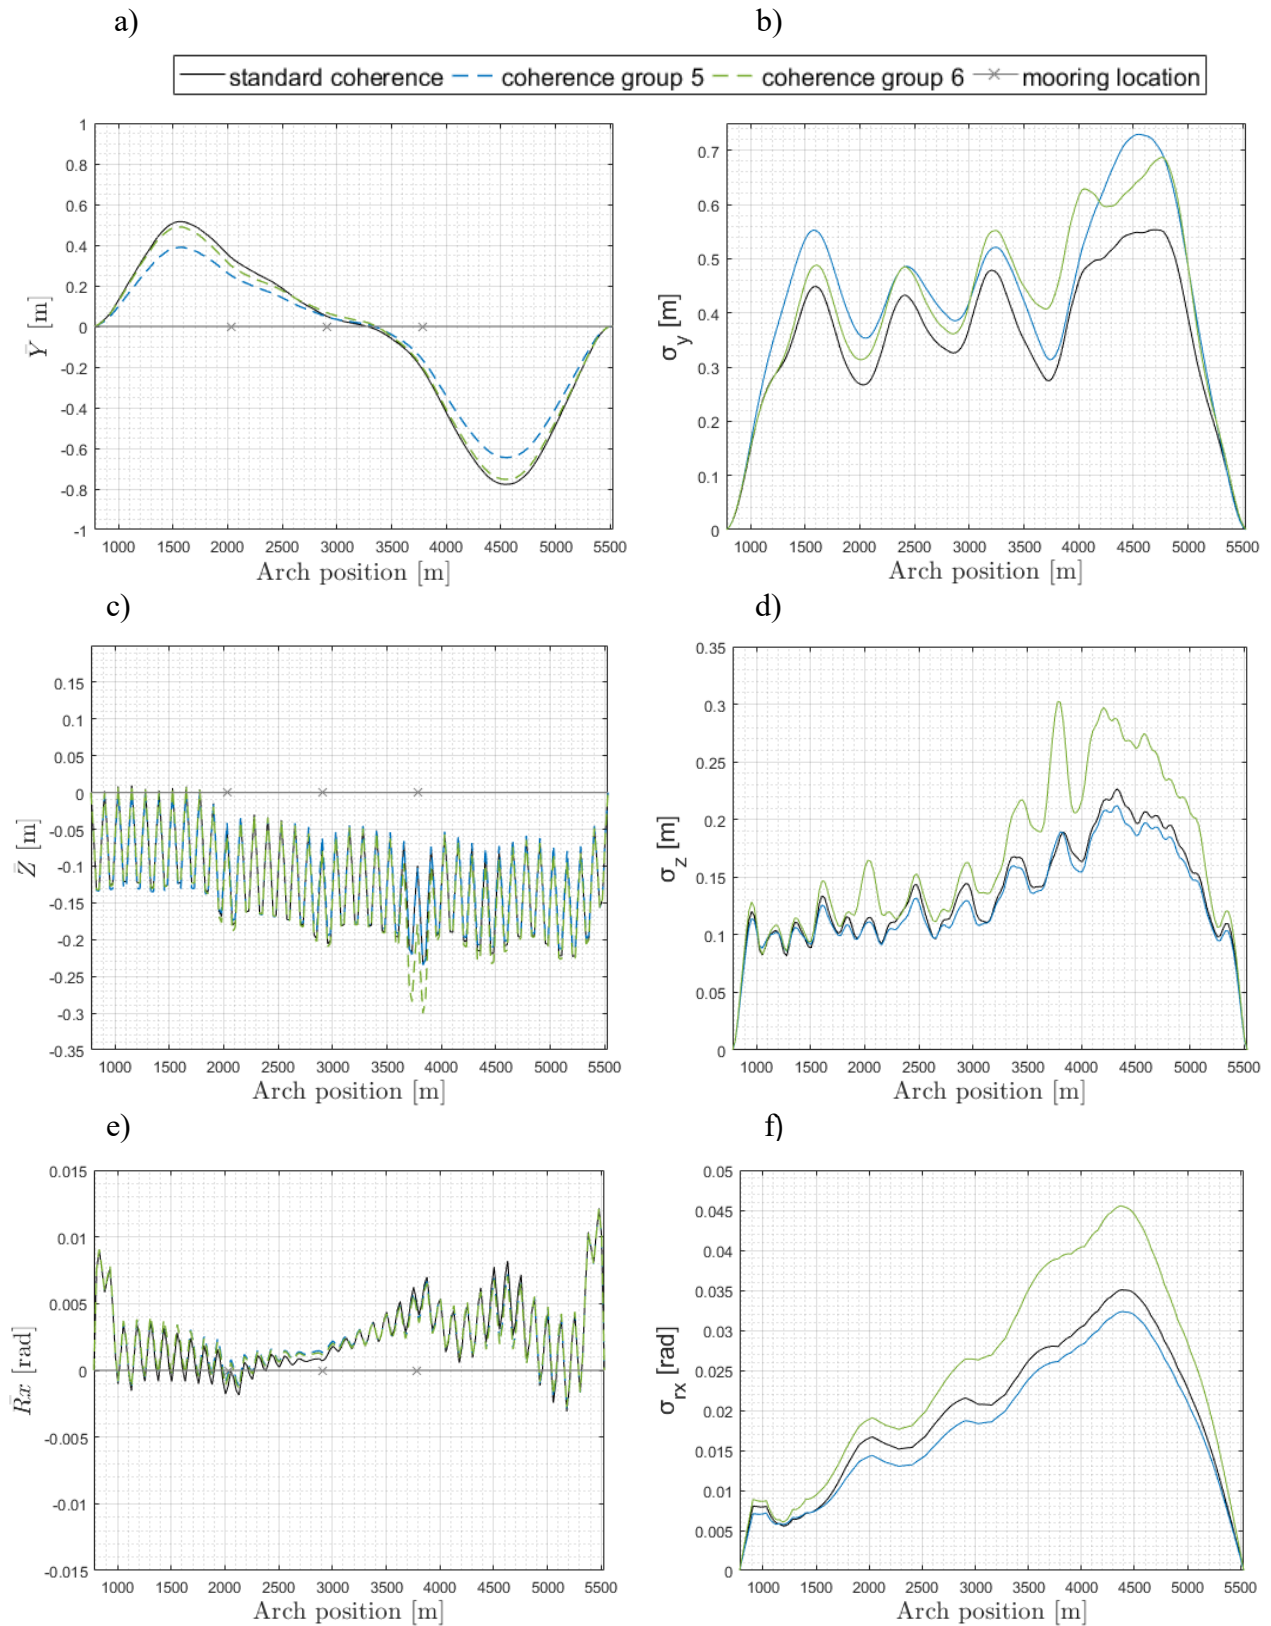 a) b)
standard coherence coherence group 5 coherence group 6 mooring location
1
0.8
0.6
0.4
0.2
0
-0.2
-0.4
-0.6
-0.8
-1
Ȳ [m]
1000 1500 2000 2500 3000 3500 4000 4500 5000 5500
Arch position [m]
0.7
0.6
0.5
0.4
0.3
0.2
0.1
0
σy [m]
1000 1500 2000 2500 3000 3500 4000 4500 5000 5500
Arch position [m]
c) d)
0.15
0.1
0.05
0
-0.05
-0.1
-0.15
-0.2
-0.25
-0.3
-0.35
Z̄ [m]
1000 1500 2000 2500 3000 3500 4000 4500 5000 5500
Arch position [m]
0.35
0.3
0.25
0.2
0.15
0.1
0.05
0
σz [m]
1000 1500 2000 2500 3000 3500 4000 4500 5000 5500
Arch position [m]
e) f)
0.015
0.01
0.005
0
-0.005
-0.01
-0.015
R̄x [rad]
1000 1500 2000 2500 3000 3500 4000 4500 5000 5500
Arch position [m]
0.05
0.045
0.04
0.035
0.03
0.025
0.02
0.015
0.01
0.005
0
σrx [rad]
1000 1500 2000 2500 3000 3500 4000 4500 5000 5500
Arch position [m]